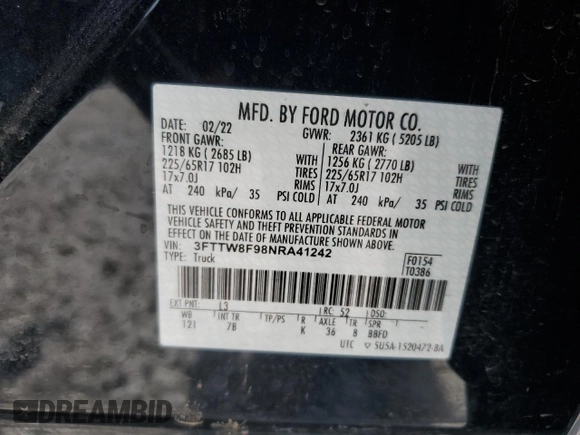 MFD. BY FORD MOTOR CO.
DATE: 02/22 GVWR: 2361 KG ( 5205 LB)
FRONT GAWR: REAR GAWR:
1218 KG ( 2685 LB) WITH 1256 KG ( 2770 LB) WITH
225/65R17 102H TIRES 225/65R17 102H TIRES
17x7.0J RIMS 17x7.0J RIMS
AT 240 kPa/ 35 PSI COLD AT 240 kPa/ 35 PSI COLD
THIS VEHICLE CONFORMS TO ALL APPLICABLE FEDERAL MOTOR
VEHICLE SAFETY AND THEFT PREVENTION STANDARDS IN EFFECT
ON THE DATE OF MANUFACTURE SHOWN ABOVE.
VIN: 3FTTW8F98NRA41242
TYPE: Truck
F0154
T0386
EXT PNT: L3 RC: 52 DSO:
WB INT TR TP/PS R AXLE TR SPR
121 7B K 36 8 BBFD
UTC ▽ 5U5A-1520472-BA
DREAMBID